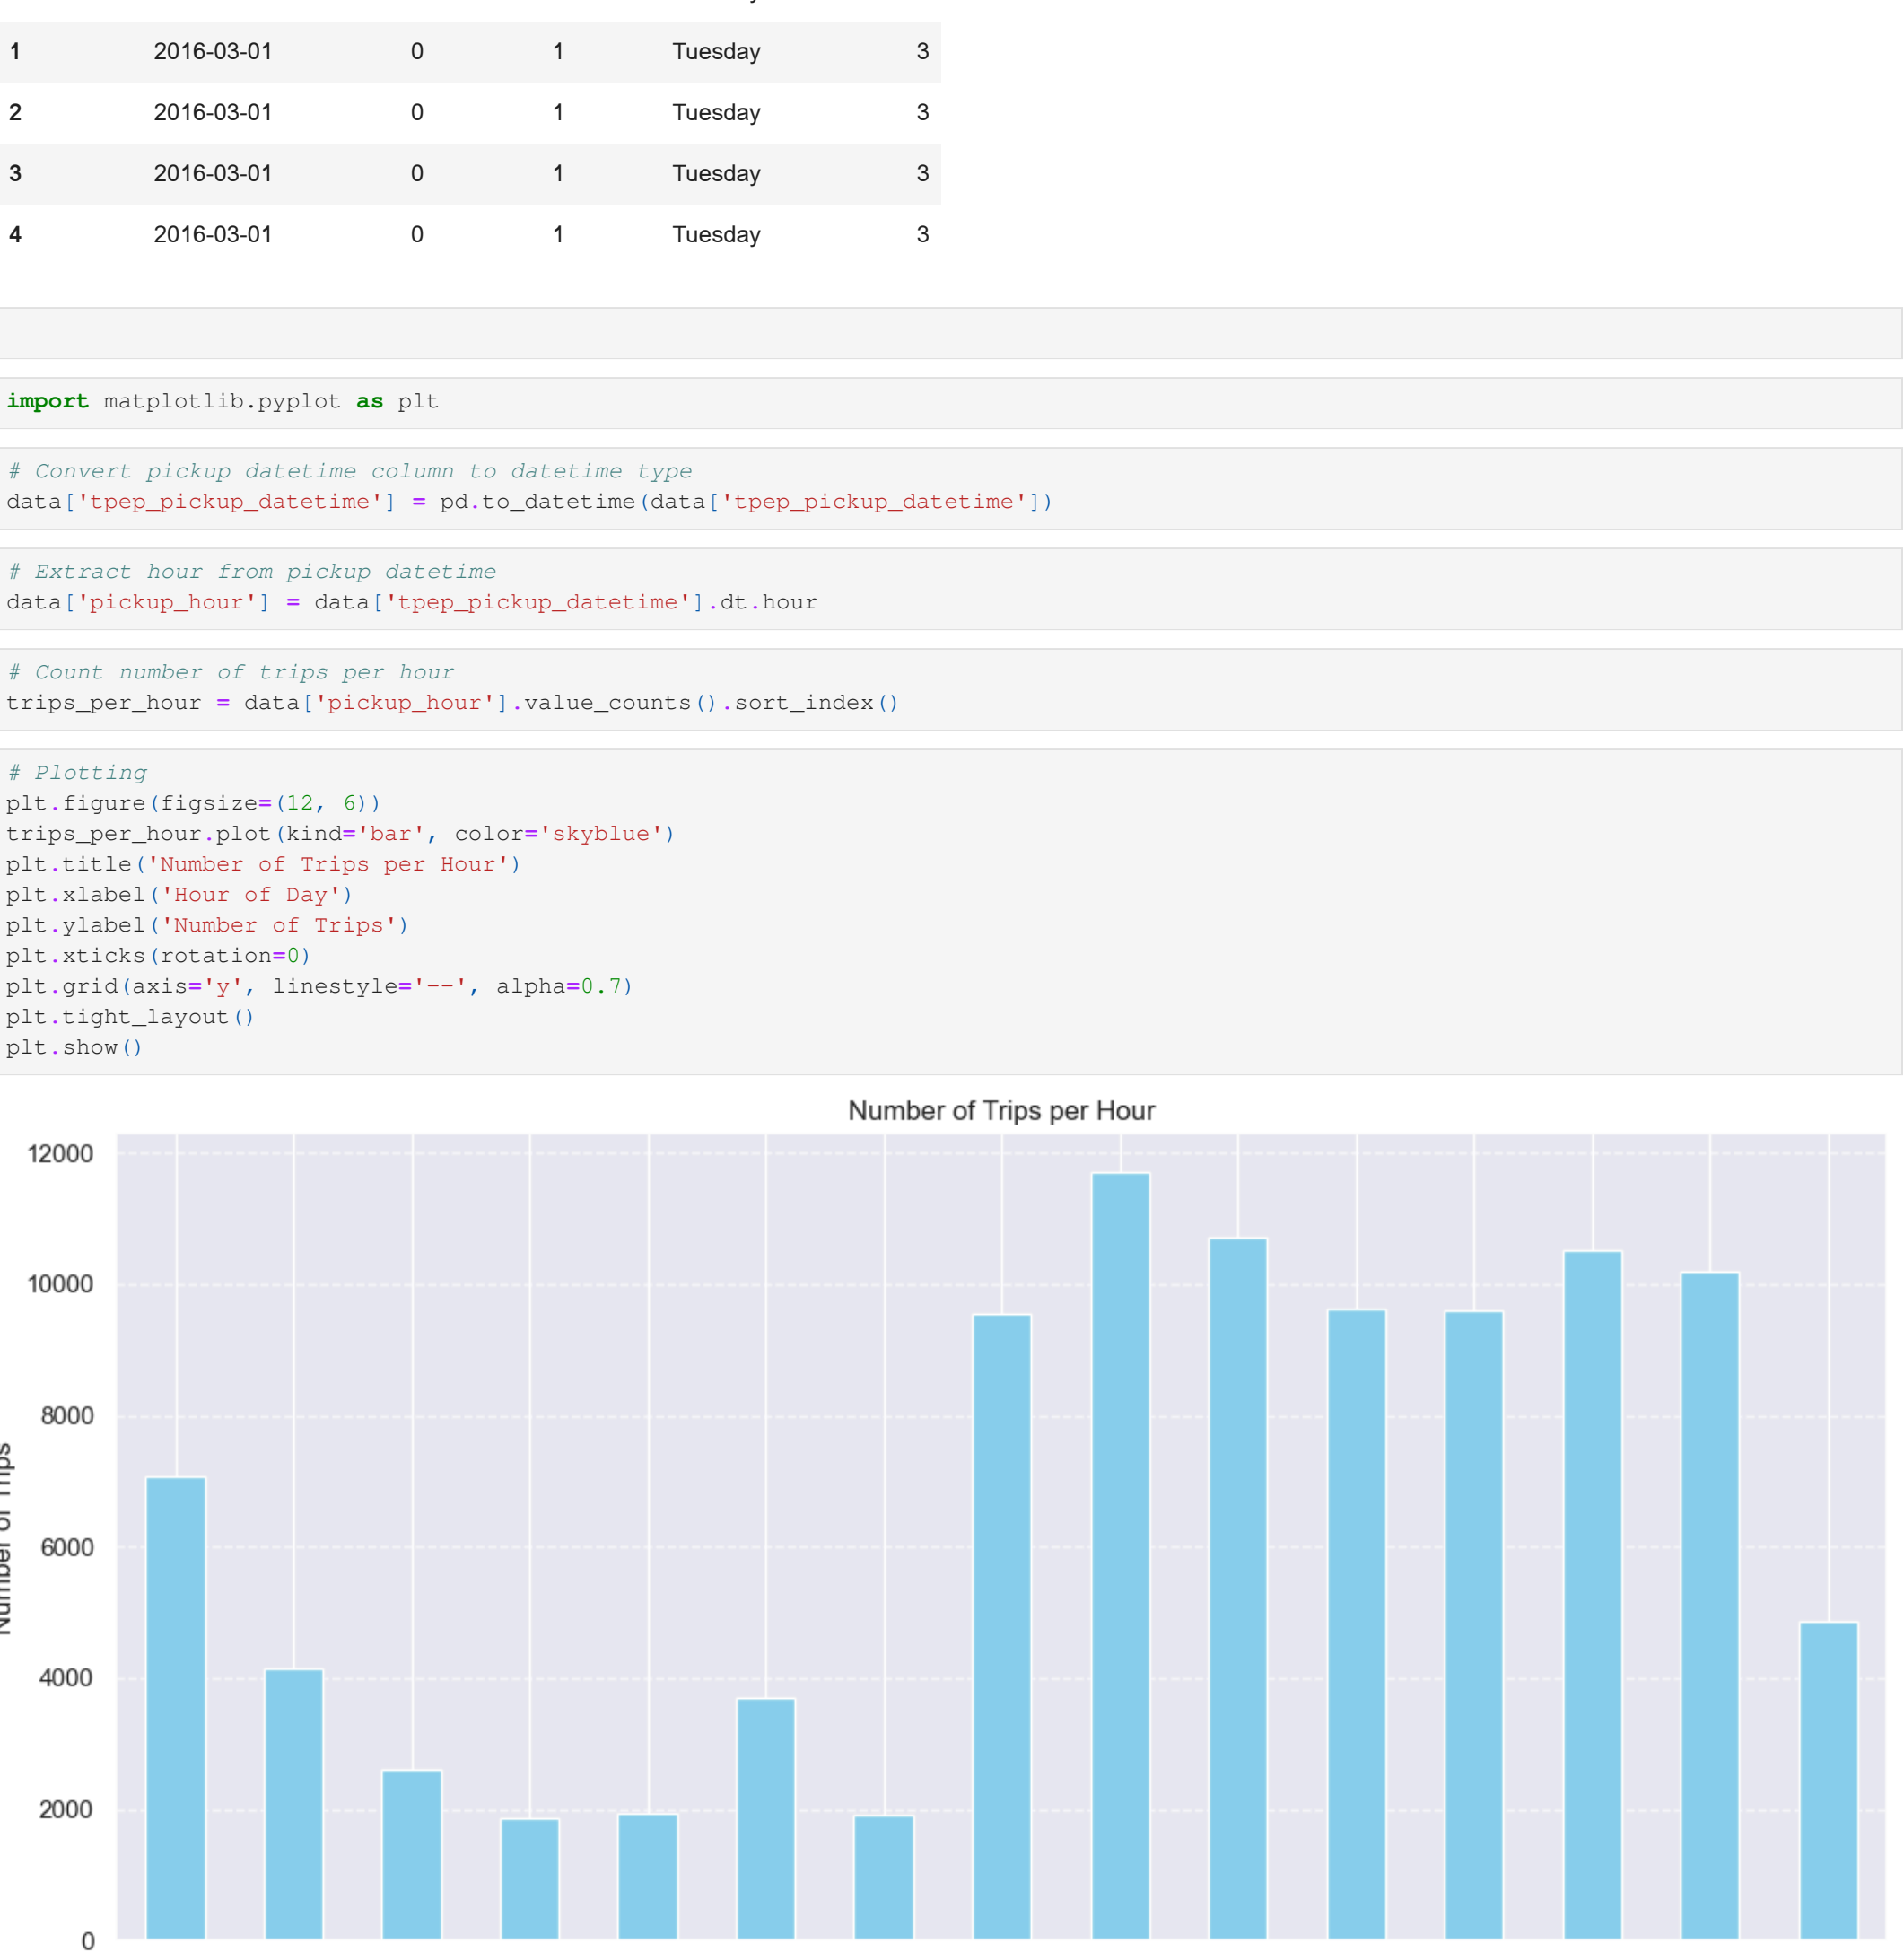 1 2016-03-01 0 1 Tuesday 3
2 2016-03-01 0 1 Tuesday 3
3 2016-03-01 0 1 Tuesday 3
4 2016-03-01 0 1 Tuesday 3
import matplotlib.pyplot as plt
# Convert pickup datetime column to datetime type
data['tpep_pickup_datetime'] = pd.to_datetime(data['tpep_pickup_datetime'])
# Extract hour from pickup datetime
data['pickup_hour'] = data['tpep_pickup_datetime'].dt.hour
# Count number of trips per hour
trips_per_hour = data['pickup_hour'].value_counts().sort_index()
# Plotting
plt.figure(figsize=(12, 6))
trips_per_hour.plot(kind='bar', color='skyblue')
plt.title('Number of Trips per Hour')
plt.xlabel('Hour of Day')
plt.ylabel('Number of Trips')
plt.xticks(rotation=0)
plt.grid(axis='y', linestyle='--', alpha=0.7)
plt.tight_layout()
plt.show()
Number of Trips per Hour
12000
10000
8000
6000
4000
2000
0
Number of Trips